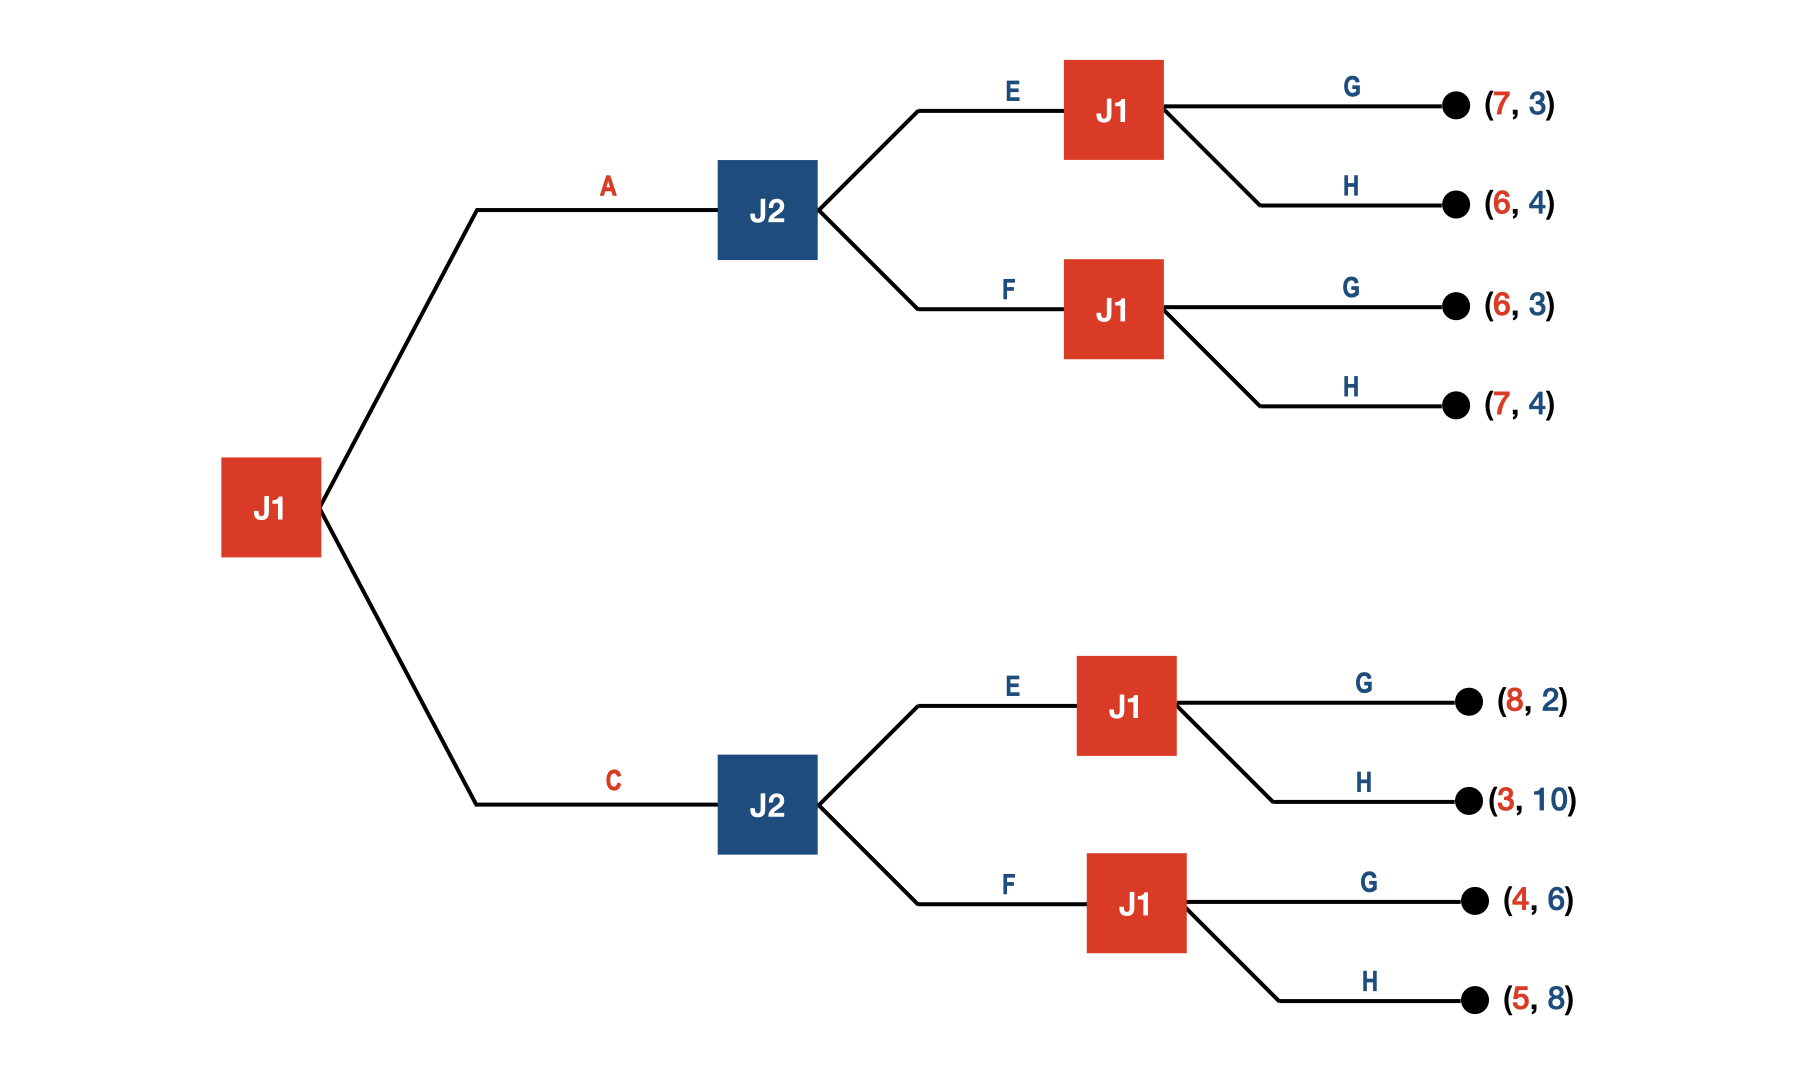 E
J1
G
(7, 3)
H
(6, 4)
A
J2
F
J1
G
(6, 3)
H
(7, 4)
J1
E
J1
G
(8, 2)
H
(3, 10)
C
J2
F
J1
G
(4, 6)
H
(5, 8)